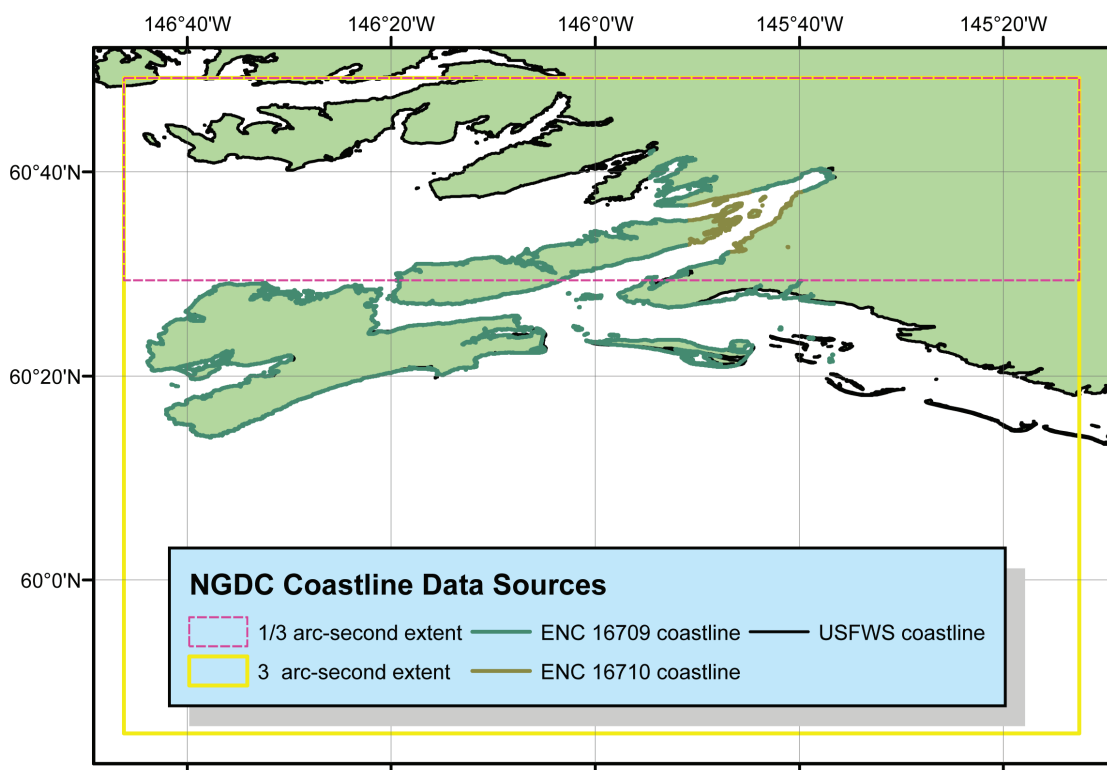 146°40'W 146°20'W 146°0'W 145°40'W 145°20'W
60°40'N
60°20'N
60°0'N
NGDC Coastline Data Sources
1/3 arc-second extent ENC 16709 coastline USFWS coastline
3 arc-second extent ENC 16710 coastline